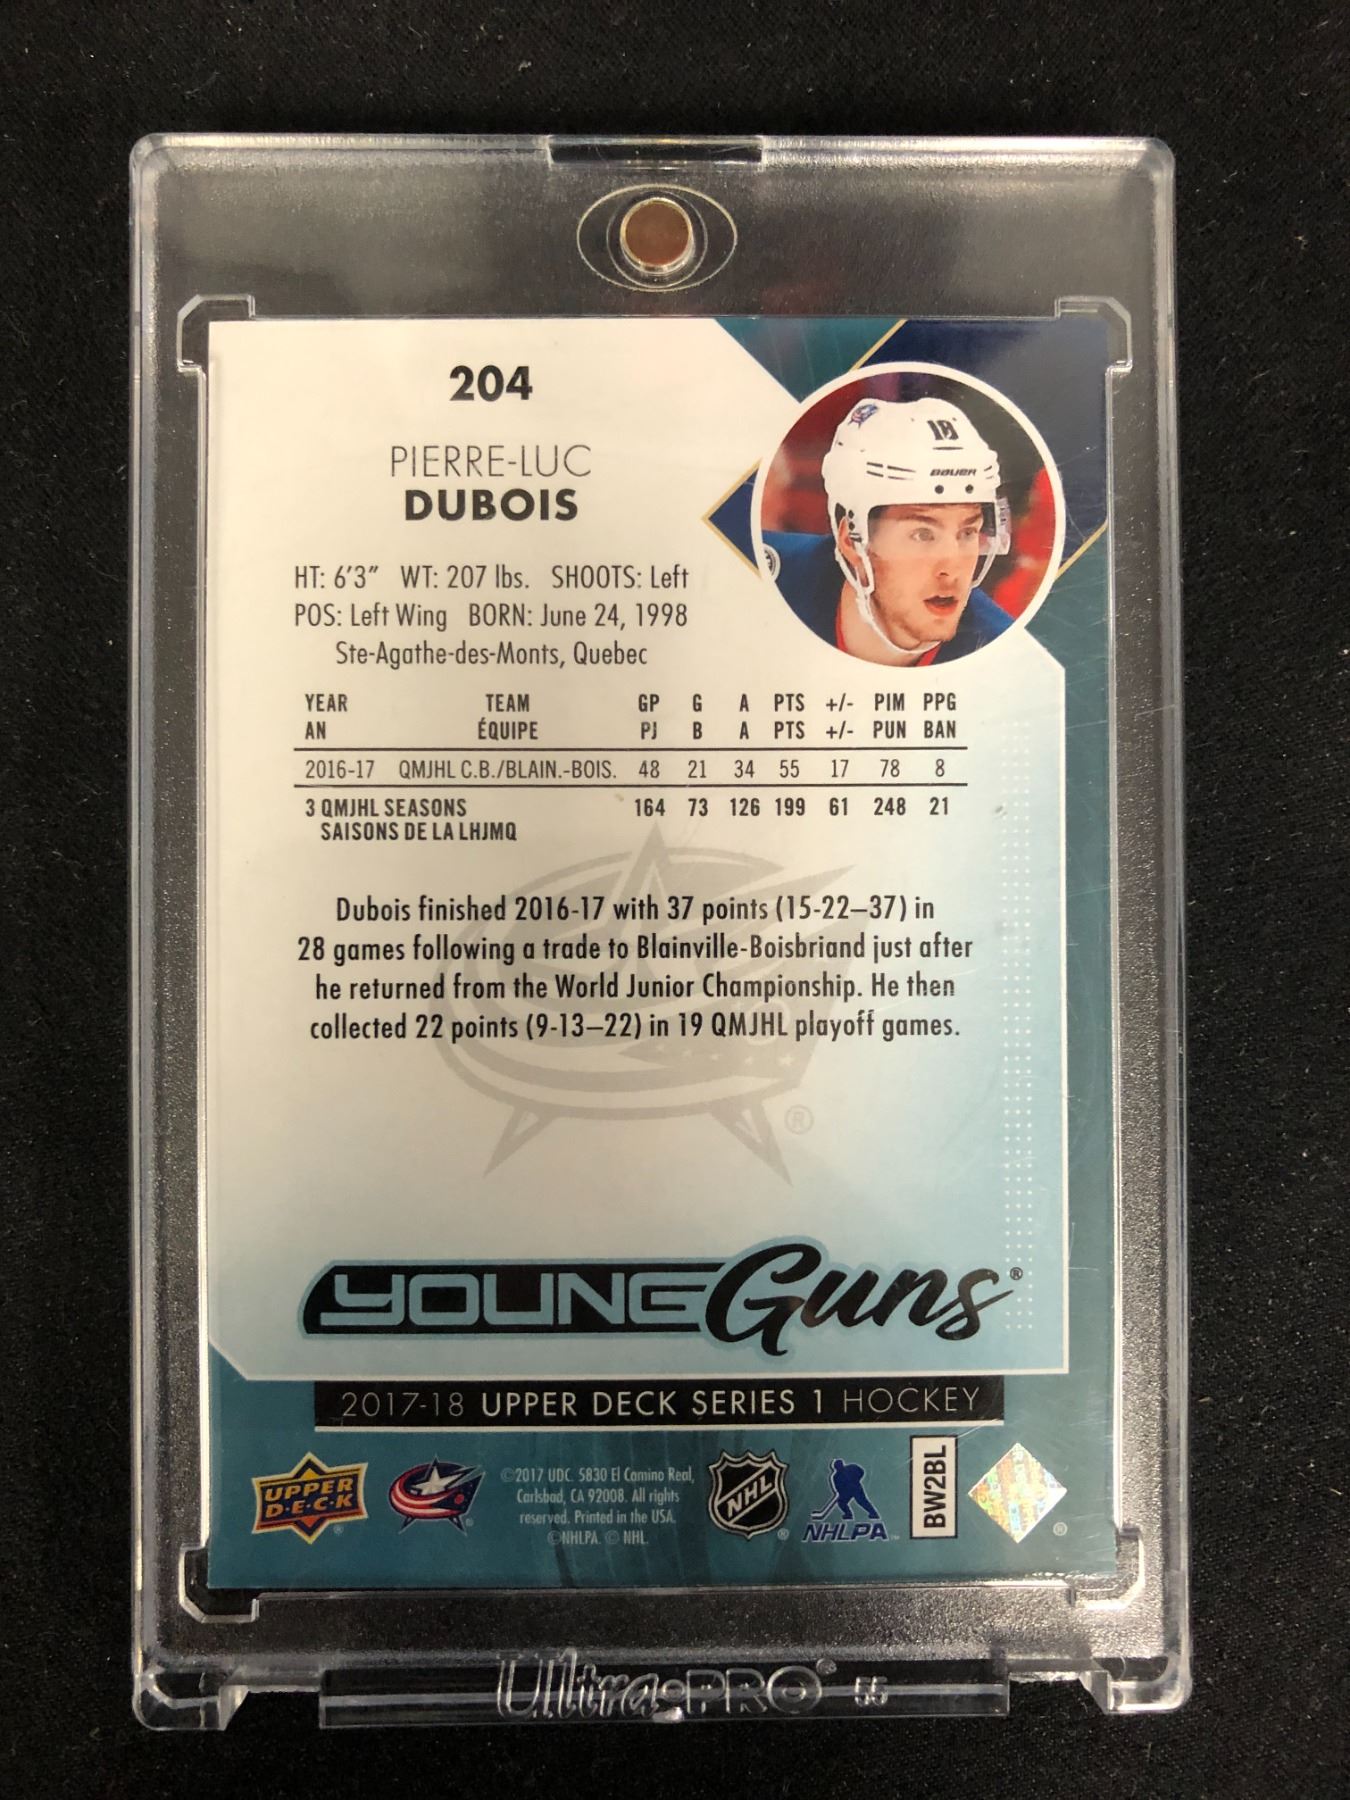 204
PIERRE-LUC
DUBOIS
18
BAUER
HT: 6'3" WT: 207 lbs. SHOOTS: Left
POS: Left Wing BORN: June 24, 1998
Ste-Agathe-des-Monts, Quebec
YEAR TEAM GP G A PTS +/- PIM PPG
AN ÉQUIPE PJ B A PTS +/- PUN BAN
2016-17 QMJHL C.B./BLAIN.-BOIS. 48 21 34 55 17 78 8
3 QMJHL SEASONS 164 73 126 199 61 248 21
SAISONS DE LA LHJMQ
Dubois finished 2016-17 with 37 points (15-22–37) in
28 games following a trade to Blainville-Boisbriand just after
he returned from the World Junior Championship. He then
collected 22 points (9-13–22) in 19 QMJHL playoff games.
®
YOUNG Guns®
2017-18 UPPER DECK SERIES 1 HOCKEY
UPPER
D·E·C·K
®
®
©2017 UDC. 5830 El Camino Real,
Carlsbad, CA 92008. All rights
reserved. Printed in the USA.
©NHLPA. © NHL.
NHL
®
NHLPA™
BW2BL
®
Ultra·PRO® 55